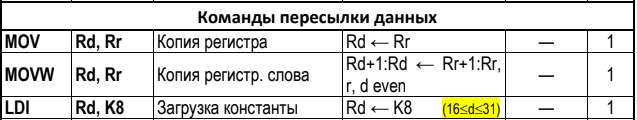 Команды пересылки данных
MOV Rd, Rr Копия регистра Rd ← Rr — 1
MOVW Rd, Rr Копия регистр. слова Rd+1:Rd ← Rr+1:Rr, r, d even — 1
LDI Rd, K8 Загрузка константы Rd ← K8 (16≤d≤31) — 1